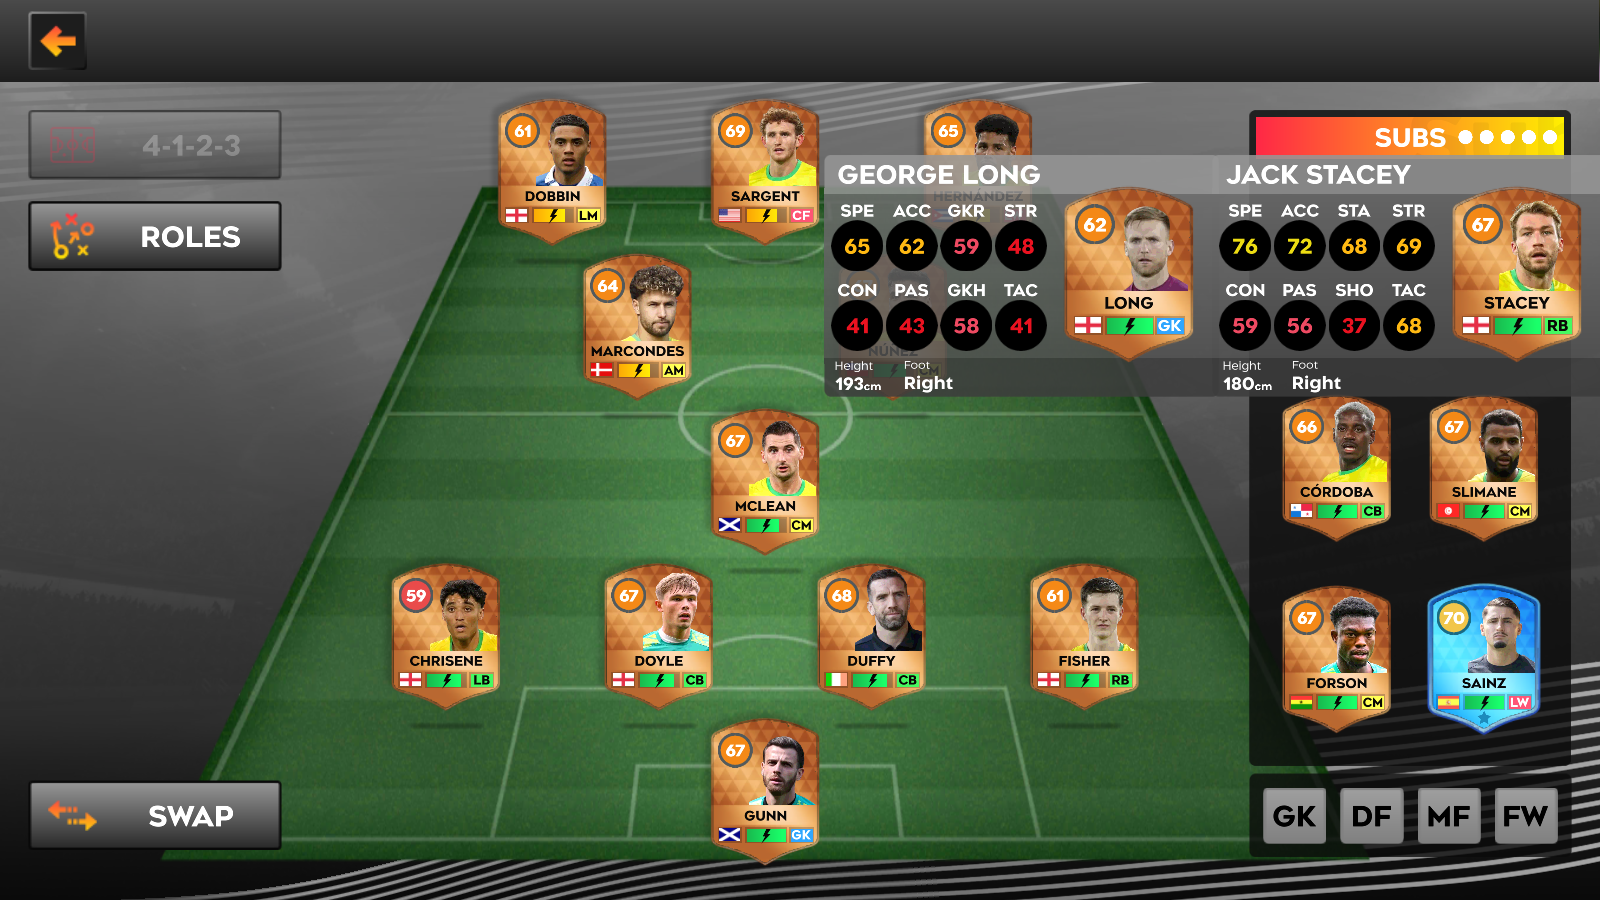 4-1-2-3
ROLES
SWAP
61
DOBBIN
LM
69
SARGENT
CF
65
HERNÁNDEZ
64
MARCONDES
AM
NÚÑEZ
67
MCLEAN
CM
59
CHRISENE
LB
67
DOYLE
CB
68
DUFFY
CB
61
FISHER
RB
67
GUNN
GK
SUBS
GEORGE LONG
SPE ACC GKR STR
65 62 59 48
CON PAS GKH TAC
41 43 58 41
Height Foot
193cm Right
62
LONG
GK
JACK STACEY
SPE ACC STA STR
76 72 68 69
CON PAS SHO TAC
59 56 37 68
Height Foot
180cm Right
67
STACEY
RB
66
CÓRDOBA
CB
67
SLIMANE
CM
67
FORSON
CM
70
SAINZ
LW
GK DF MF FW